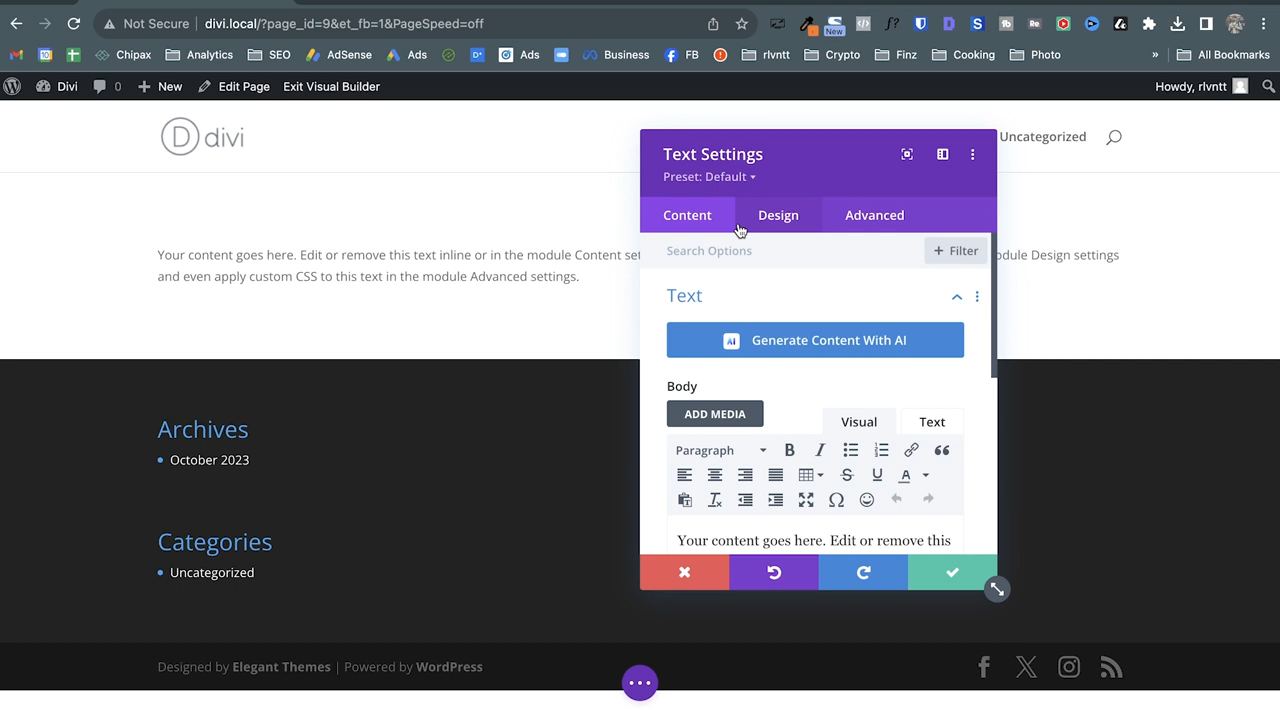 Not Secure divi.local/?page_id=9&et_fb=1&PageSpeed=off
New
Chipax Analytics SEO AdSense Ads Ads Business FB rlvntt Crypto Finz Cooking Photo » All Bookmarks
Divi 0 New Edit Page Exit Visual Builder Howdy, rlvntt
D divi Uncategorized
Text Settings
Preset: Default
Content Design Advanced
Search Options + Filter
Your content goes here. Edit or remove this text inline or in the module Content set odule Design settings
and even apply custom CSS to this text in the module Advanced settings.
Text
AI Generate Content With AI
Body
ADD MEDIA Visual Text
Paragraph B I
U A
Your content goes here. Edit or remove this
Archives
October 2023
Categories
Uncategorized
Designed by Elegant Themes | Powered by WordPress